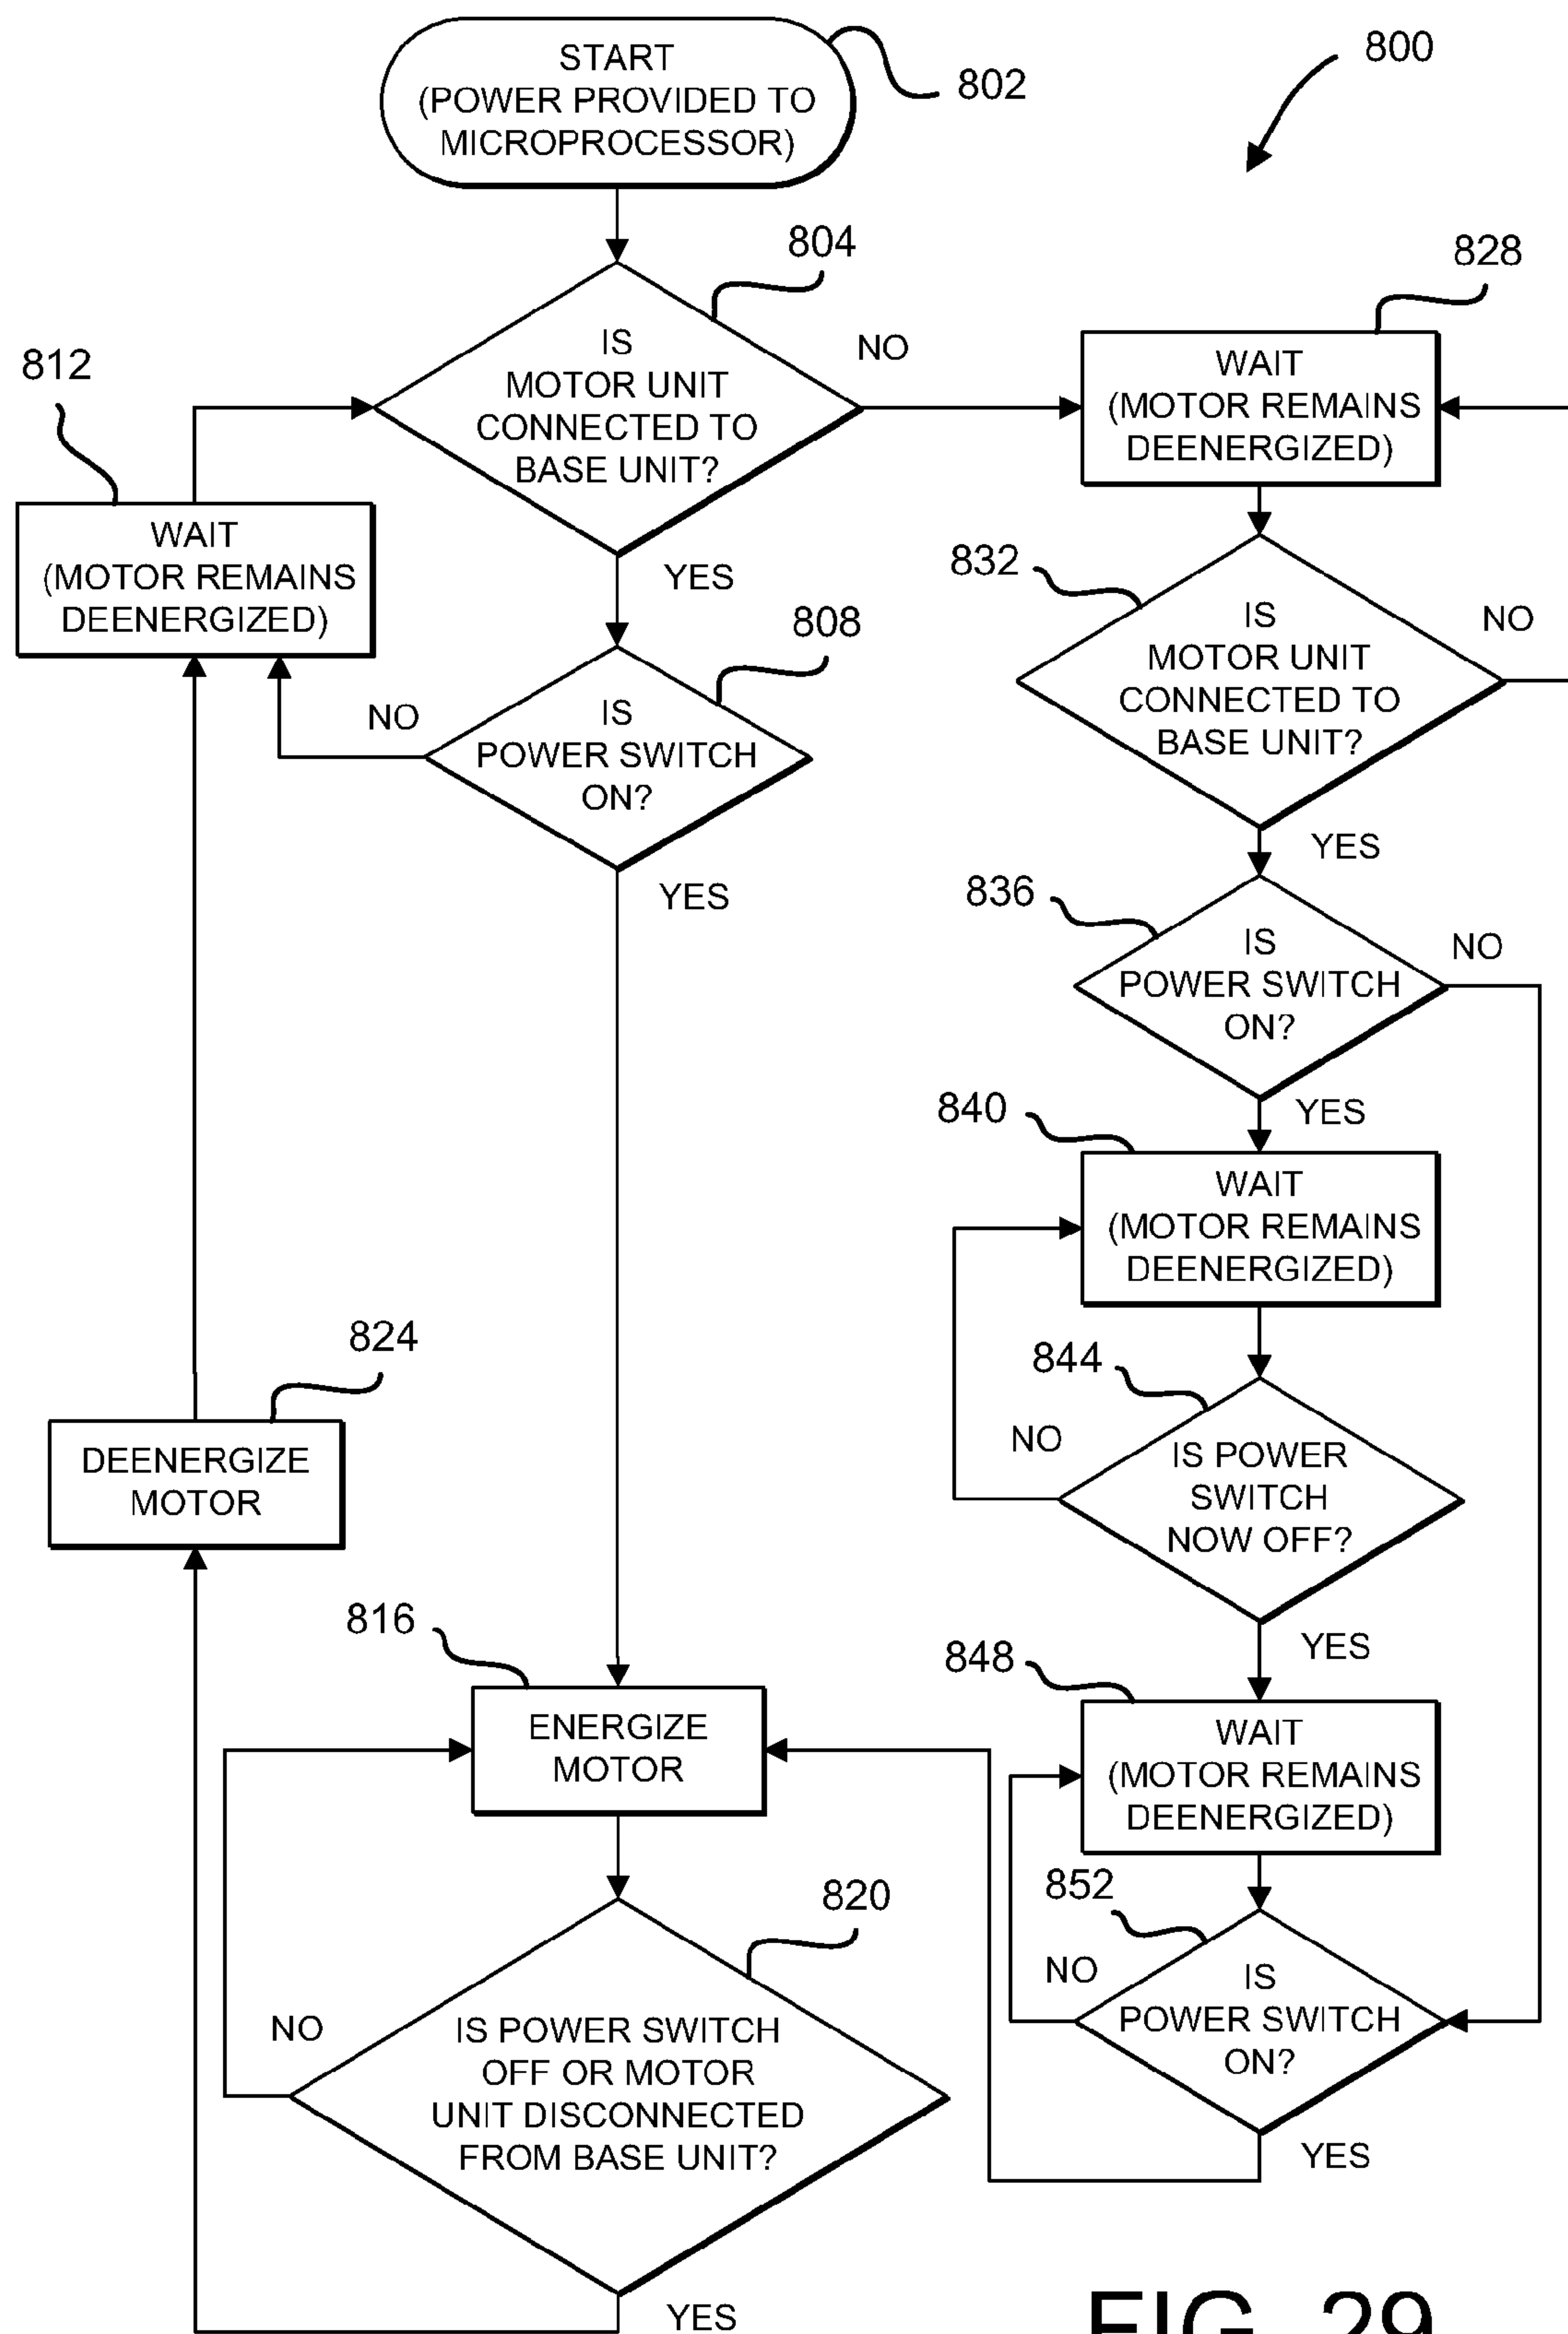 START
(POWER PROVIDED TO
MICROPROCESSOR)
802
800
804
IS
MOTOR UNIT
CONNECTED TO
BASE UNIT?
NO
YES
828
WAIT
(MOTOR REMAINS
DEENERGIZED)
812
WAIT
(MOTOR REMAINS
DEENERGIZED)
808
IS
POWER SWITCH
ON?
NO
YES
832
IS
MOTOR UNIT
CONNECTED TO
BASE UNIT?
NO
YES
836
IS
POWER SWITCH
ON?
NO
YES
840
WAIT
(MOTOR REMAINS
DEENERGIZED)
844
IS POWER
SWITCH
NOW OFF?
NO
YES
824
DEENERGIZE
MOTOR
816
ENERGIZE
MOTOR
848
WAIT
(MOTOR REMAINS
DEENERGIZED)
852
IS
POWER SWITCH
ON?
NO
YES
820
IS POWER SWITCH
OFF OR MOTOR
UNIT DISCONNECTED
FROM BASE UNIT?
NO
YES
FIG. 29